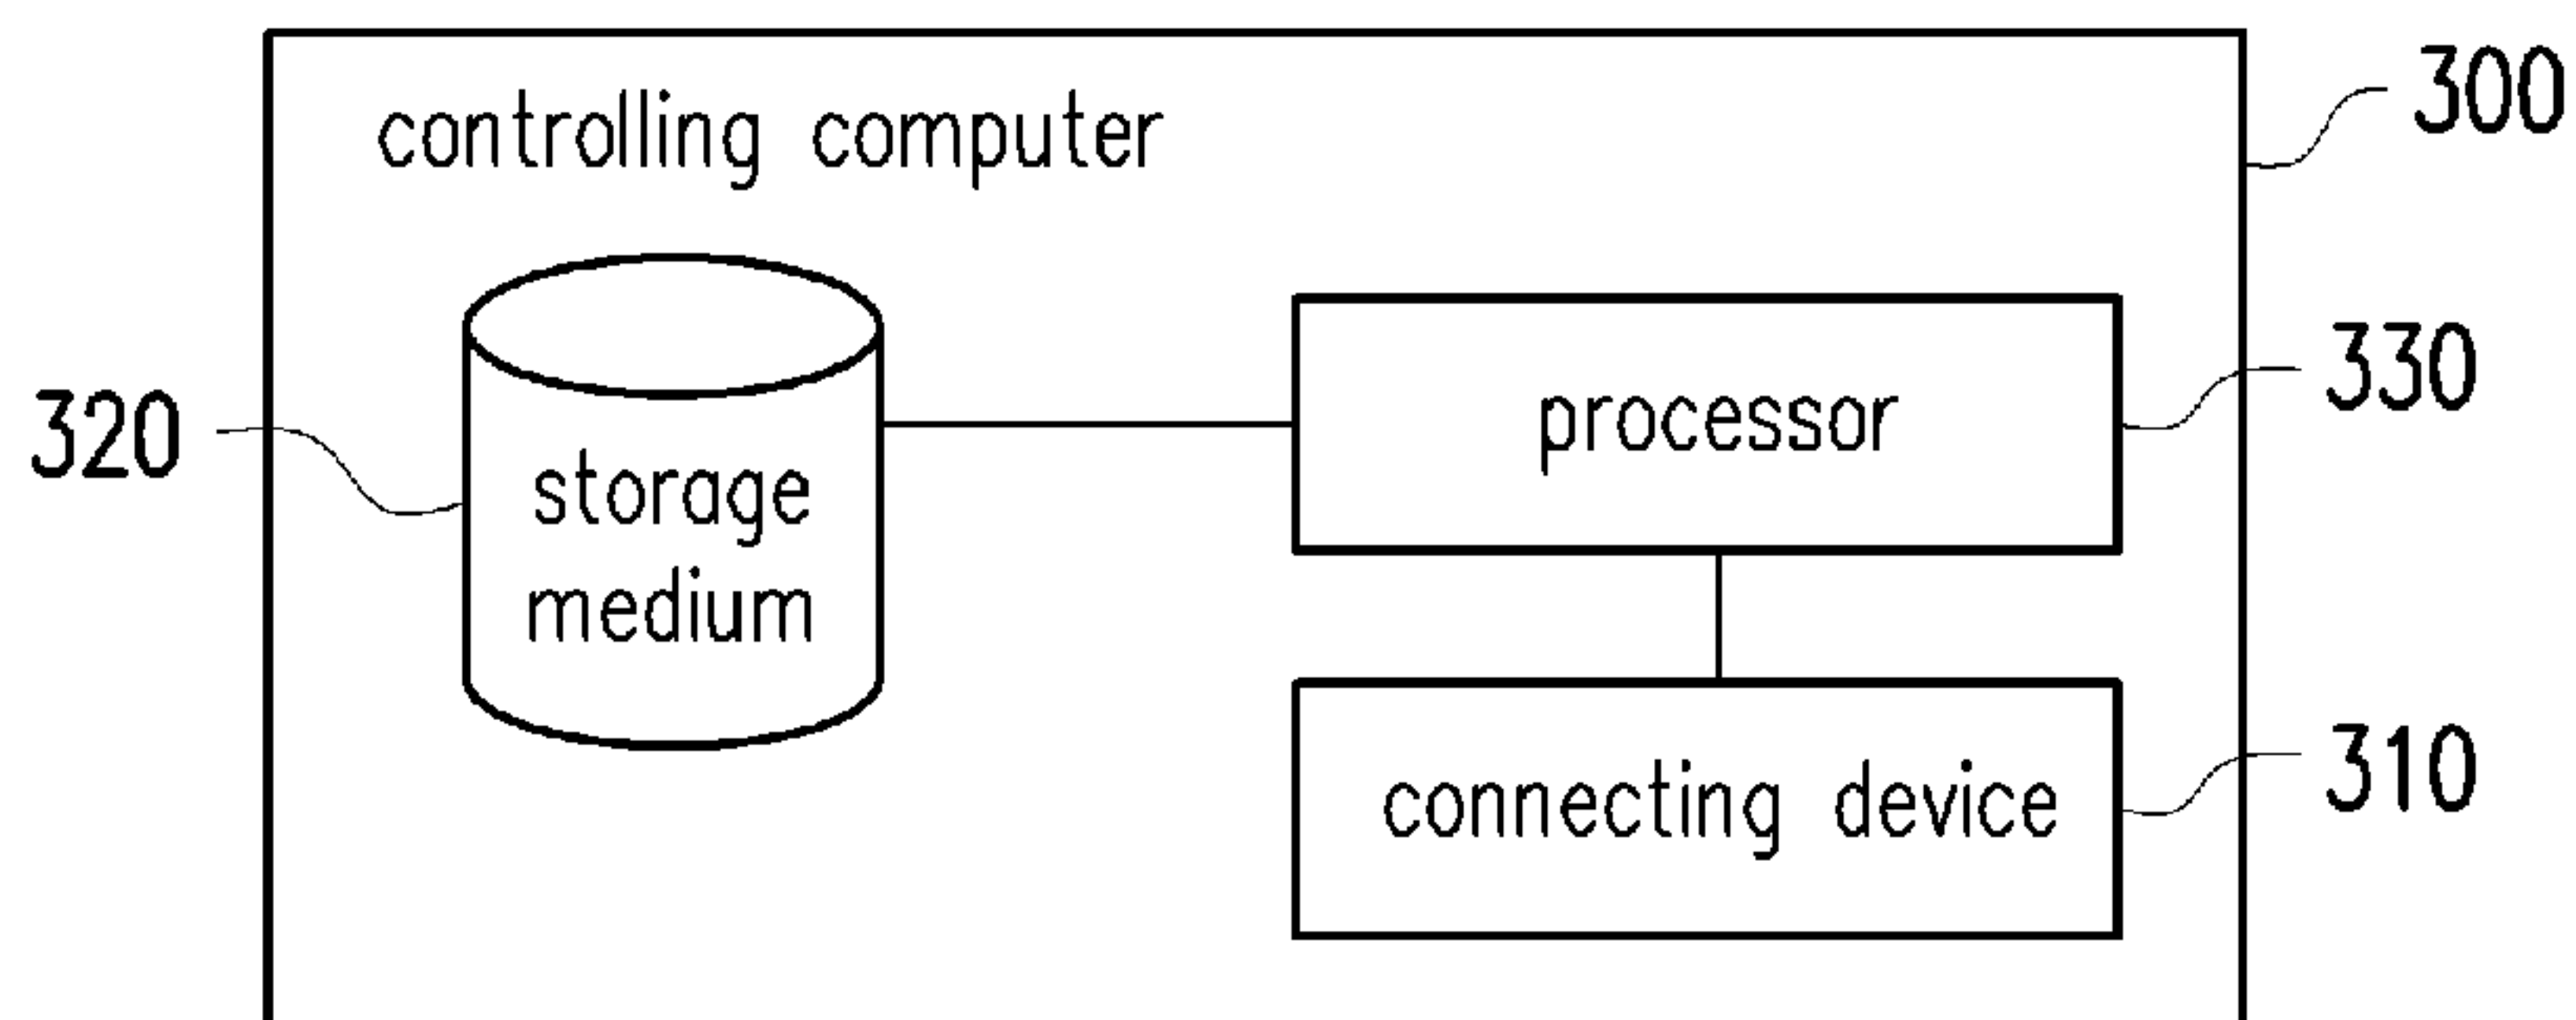 controlling computer
300
320
storage
medium
processor
330
connecting device
310